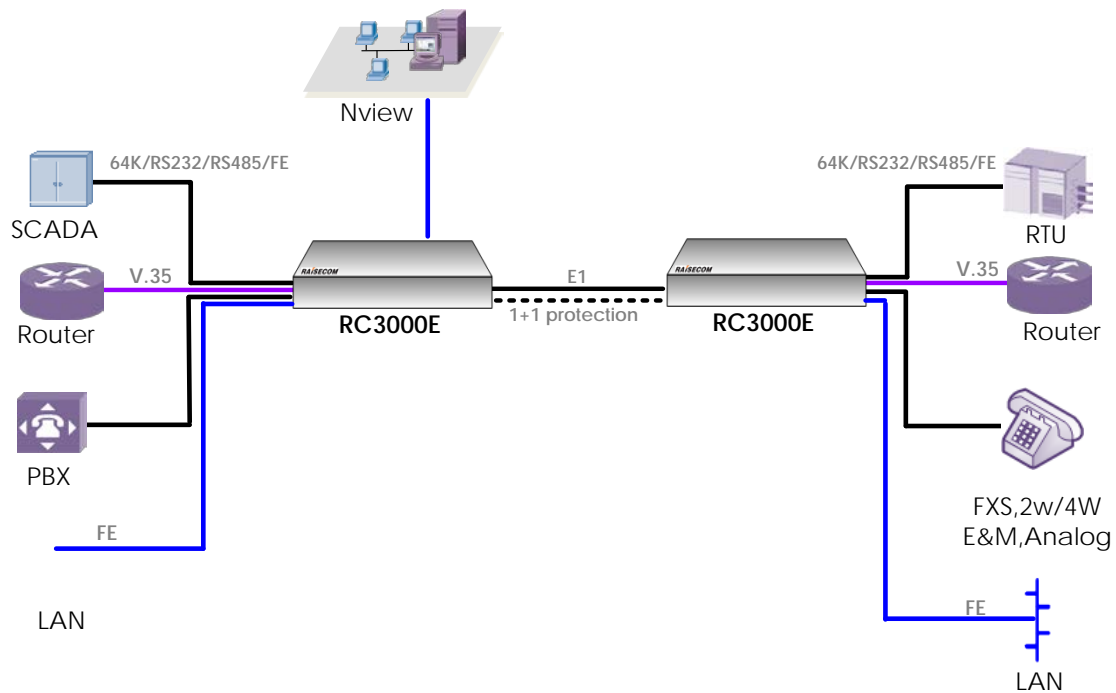 Nview
64K/RS232/RS485/FE
64K/RS232/RS485/FE
SCADA
RTU
RAISECOM
RAISECOM
V.35
E1
V.35
1+1 protection
RC3000E
RC3000E
Router
Router
PBX
FXS,2w/4W
E&M,Analog
FE
FE
LAN
LAN